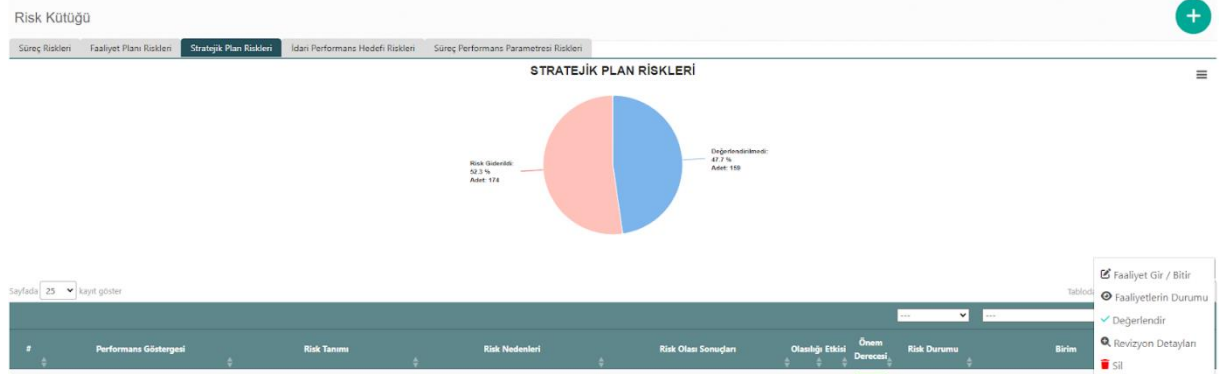 Risk Kütüğü
+
Süreç Riskleri Faaliyet Planı Riskleri Stratejik Plan Riskleri İdari Performans Hedefi Riskleri Süreç Performans Parametresi Riskleri
STRATEJİK PLAN RİSKLERİ
Risk Giderildi:
52.3 %
Adet: 174
Değerlendirilmedi:
47.7 %
Adet: 159
Sayfada 25 kayıt göster
Tabloda
Faaliyet Gir / Bitir
Faaliyetlerin Durumu
Değerlendir
Revizyon Detayları
Sil
--- ---
# Performans Göstergesi Risk Tanımı Risk Nedenleri Risk Olası Sonuçları Olasılığı Etkisi Önem Derecesi Risk Durumu Birim